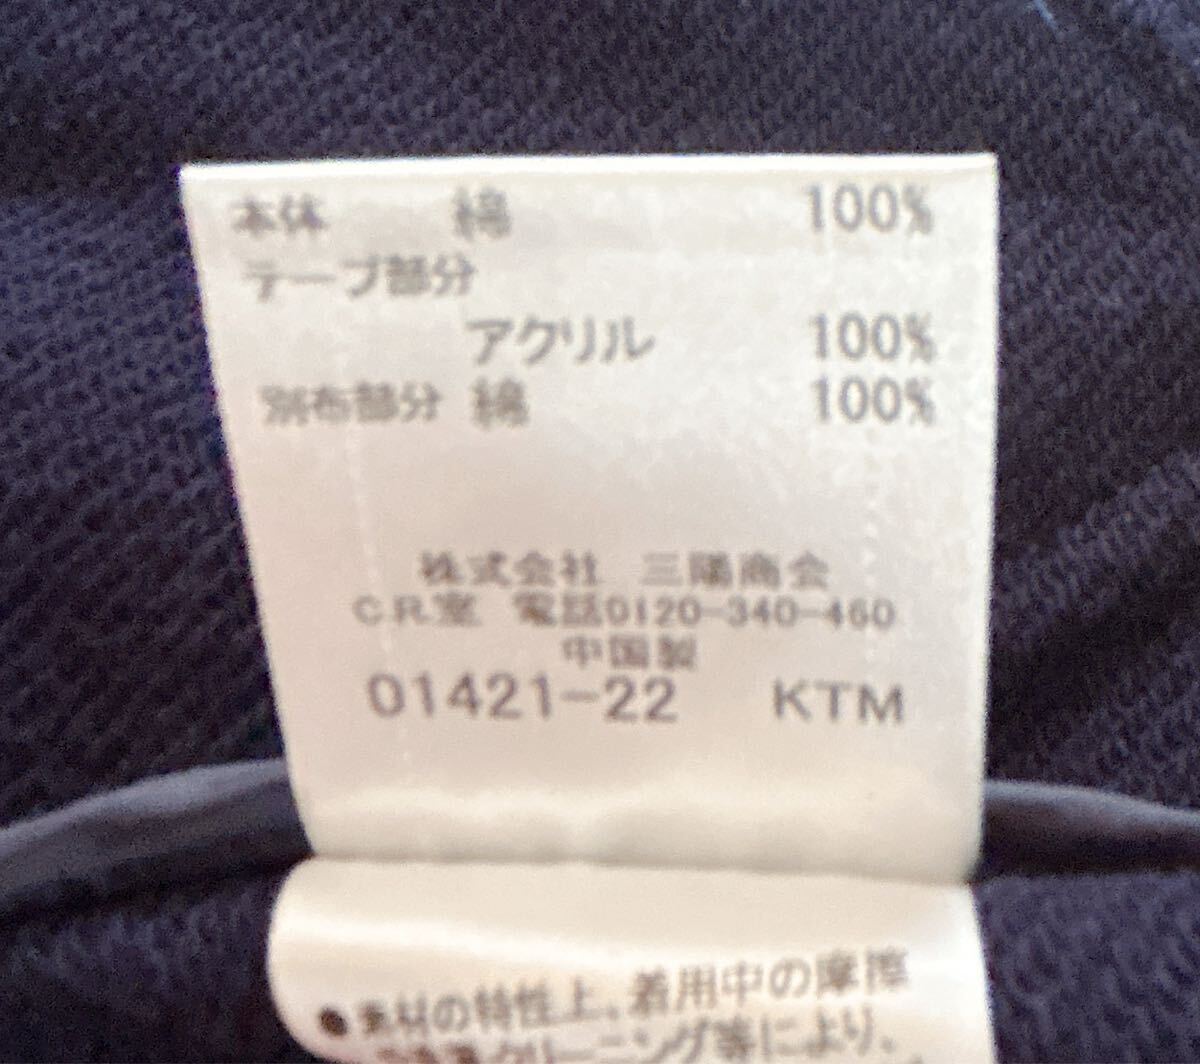 本体 綿 100%
テープ部分
アクリル 100%
別布部分 綿 100%
株式会社 三陽商会
C.R.室 電話0120-340-460
中国製
01421-22 KTM
●素材の特性上、着用中の摩擦
クリーニング等により、